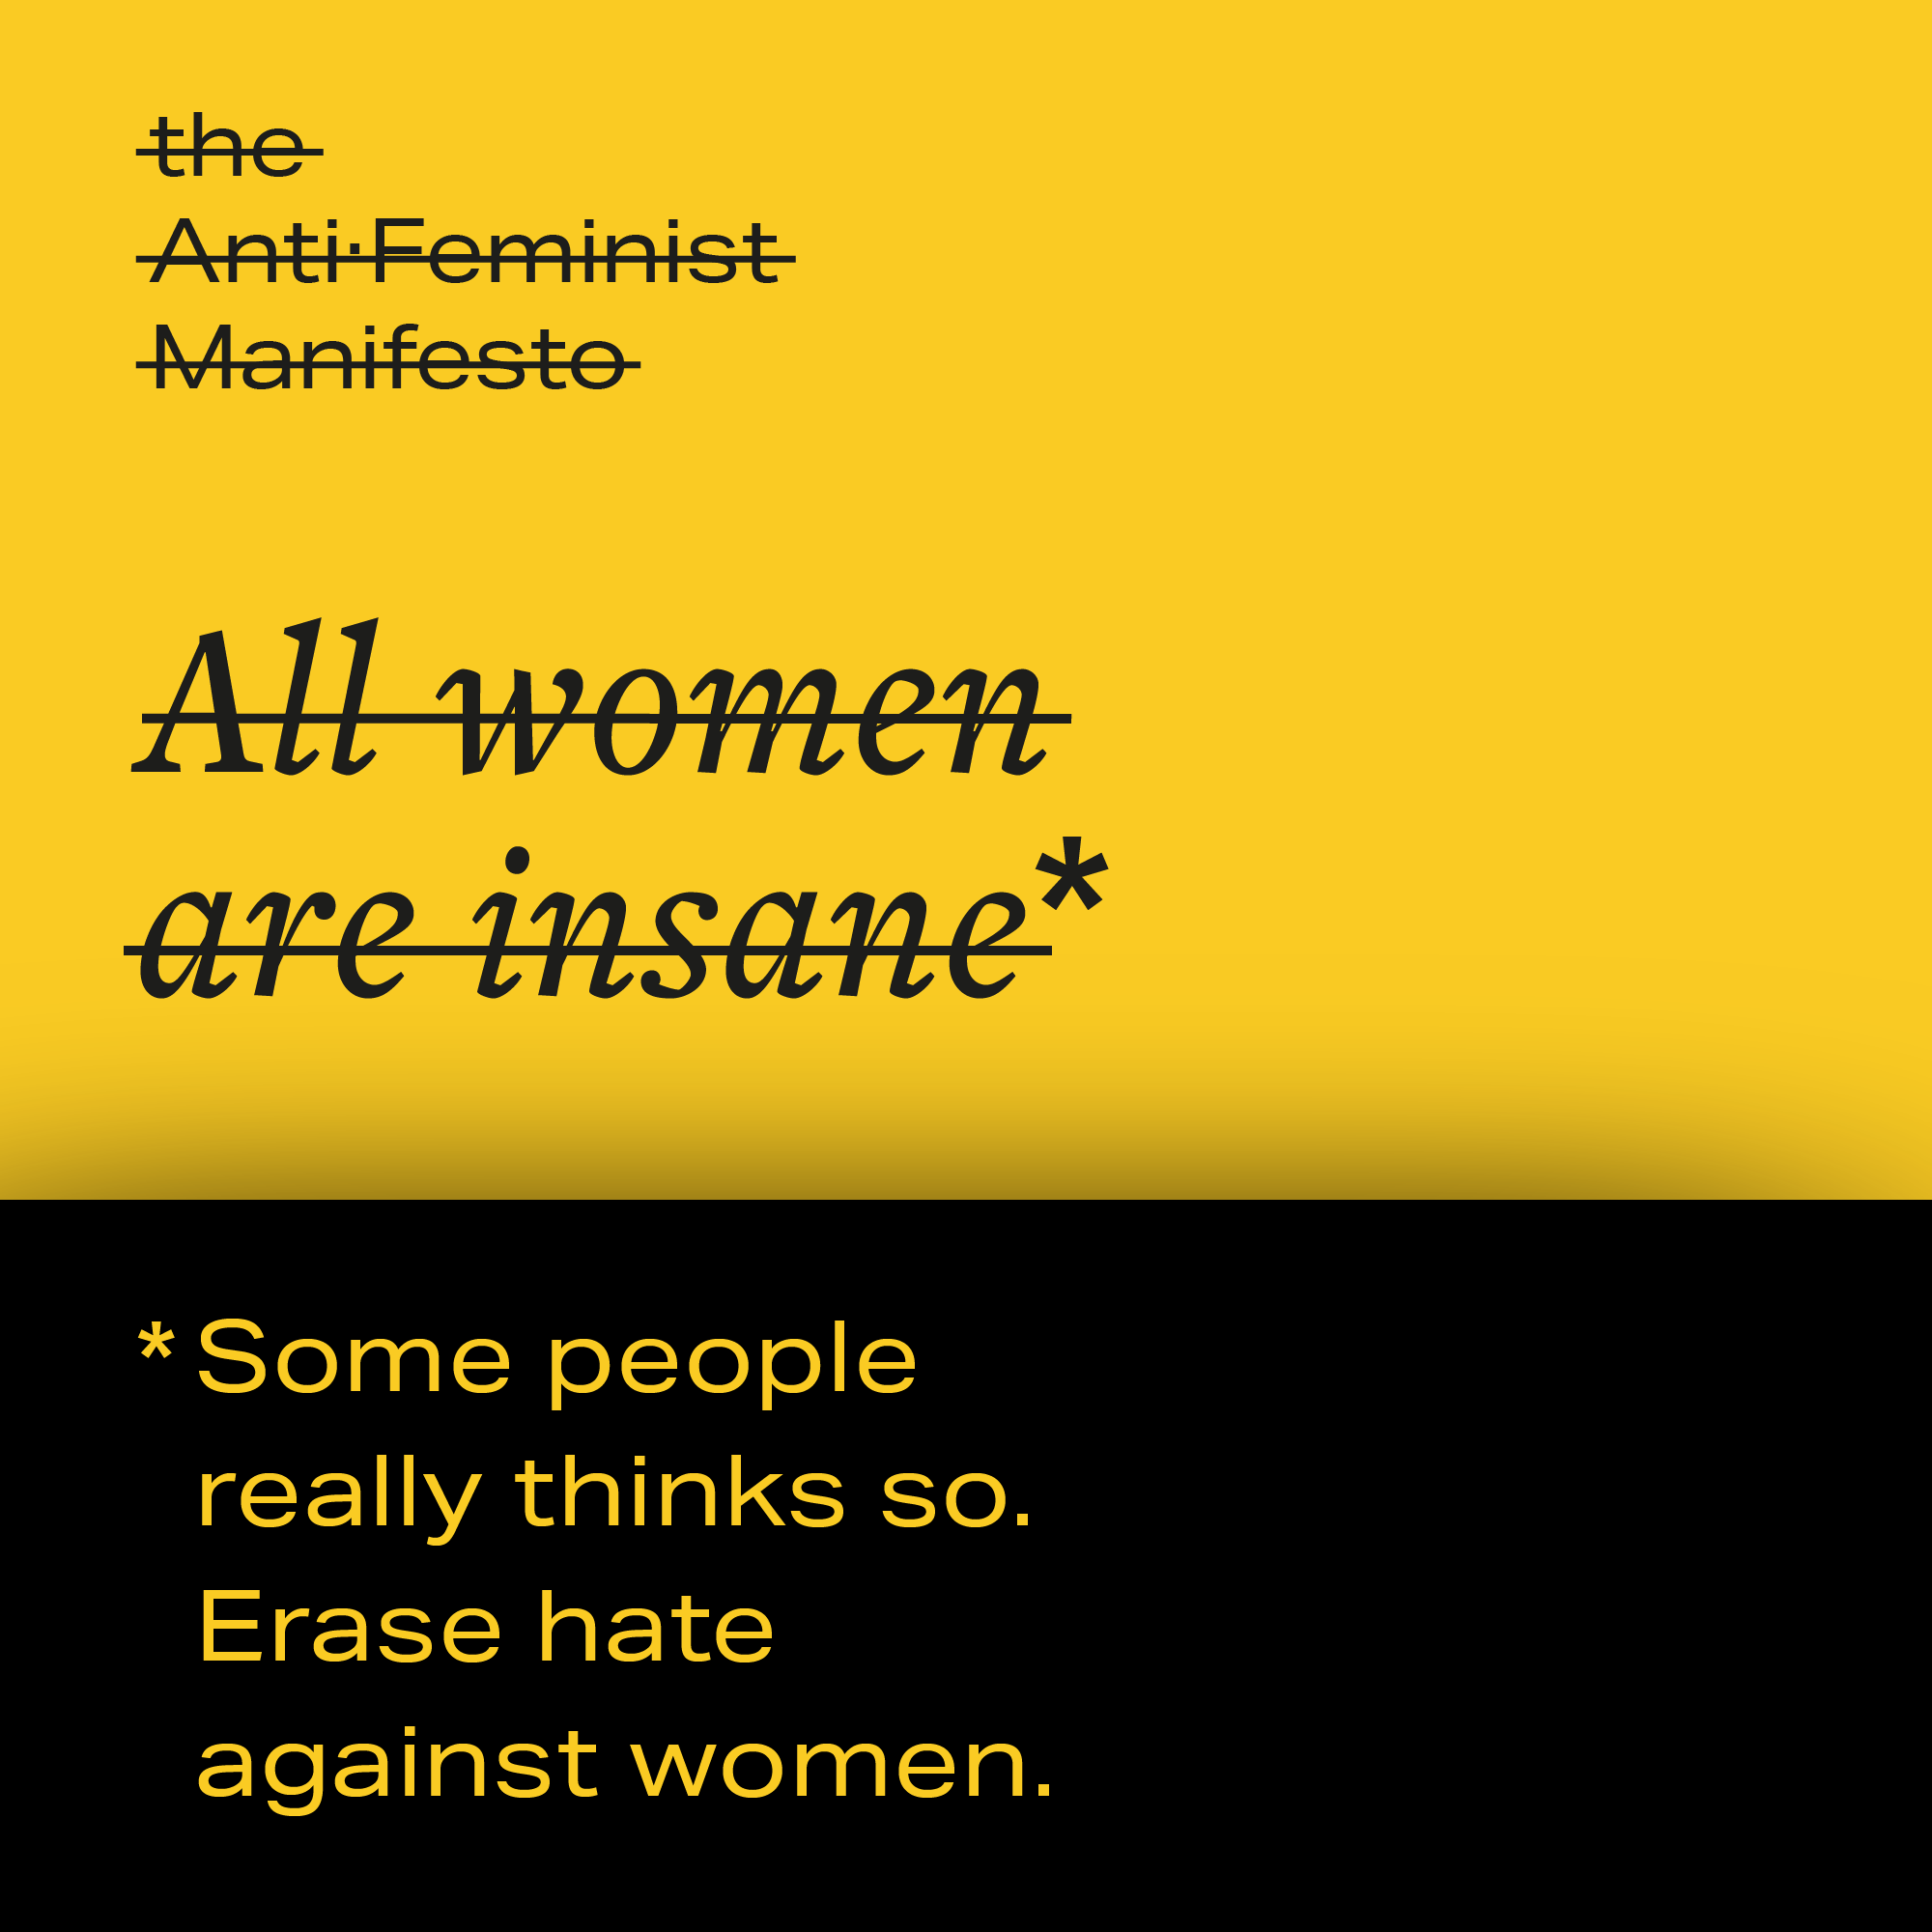 the
Anti·Feminist
Manifesto
All women
are insane*
*Some people
really thinks so.
Erase hate
against women.